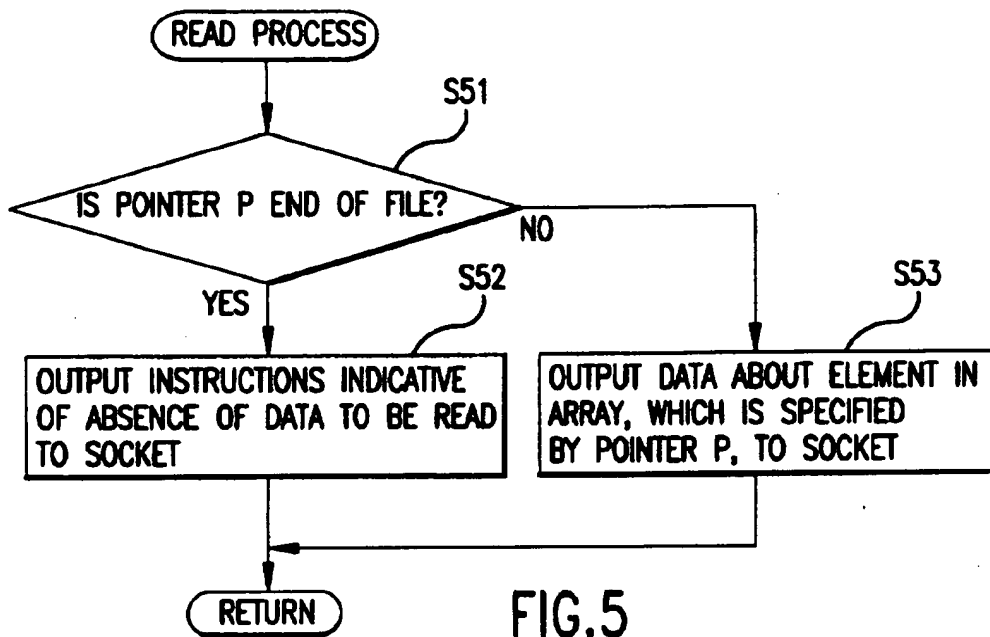 READ PROCESS
S51
IS POINTER P END OF FILE?
NO
YES
S52
OUTPUT INSTRUCTIONS INDICATIVE
OF ABSENCE OF DATA TO BE READ
TO SOCKET
S53
OUTPUT DATA ABOUT ELEMENT IN
ARRAY, WHICH IS SPECIFIED
BY POINTER P, TO SOCKET
RETURN
FIG.5